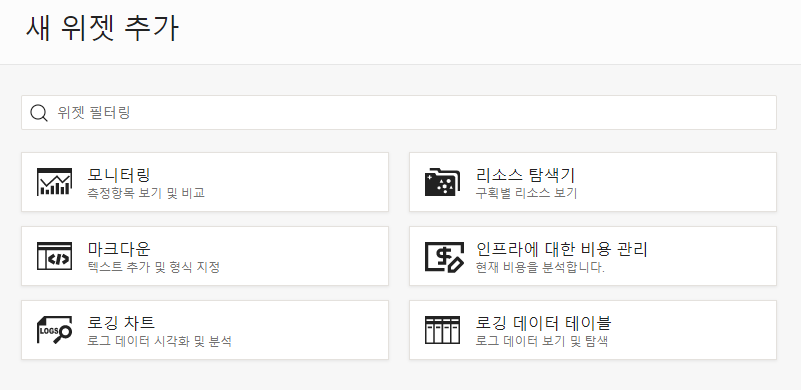 새 위젯 추가
위젯 필터링
모니터링
측정항목 보기 및 비교
리소스 탐색기
구획별 리소스 보기
마크다운
텍스트 추가 및 형식 지정
인프라에 대한 비용 관리
현재 비용을 분석합니다.
LOGS
로깅 차트
로그 데이터 시각화 및 분석
로깅 데이터 테이블
로그 데이터 보기 및 탐색